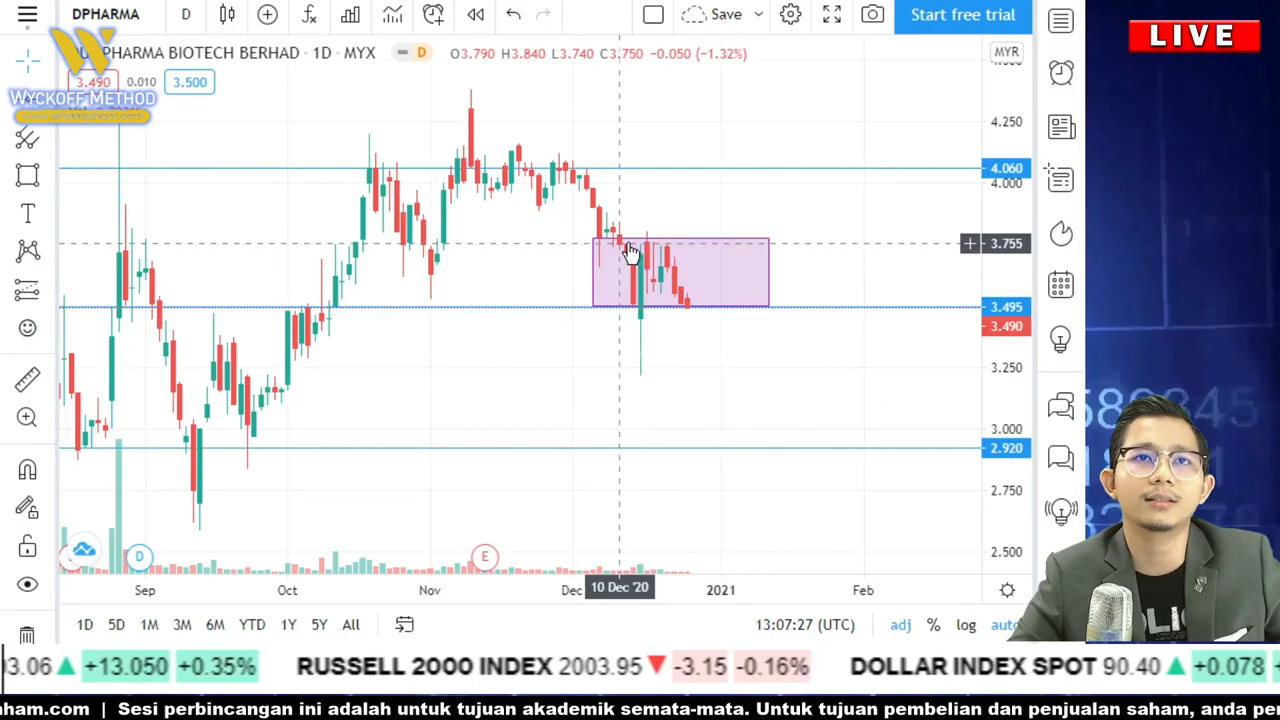 DPHARMA
D
Save
Start free trial
LIVE
PHARMA BIOTECH BERHAD · 1D · MYX
D
O3.790 H3.840 L3.740 C3.750 -0.050 (-1.32%)
MYR
3.490
0.010
3.500
WYCKOFF METHOD
4.250
4.060
4.000
3.755
3.495
3.490
3.250
3.000
2.920
2.750
2.500
D
E
Sep
Oct
Nov
Dec
10 Dec '20
2021
Feb
1D
5D
1M
3M
6M
YTD
1Y
5Y
All
13:07:27 (UTC)
adj
%
log
auto
3.06 +13.050 +0.35% RUSSELL 2000 INDEX 2003.95 -3.15 -0.16% DOLLAR INDEX SPOT 90.40 +0.078
ham.com | Sesi perbincangan ini adalah untuk tujuan akademik semata-mata. Untuk tujuan pembelian dan penjualan saham, anda pe